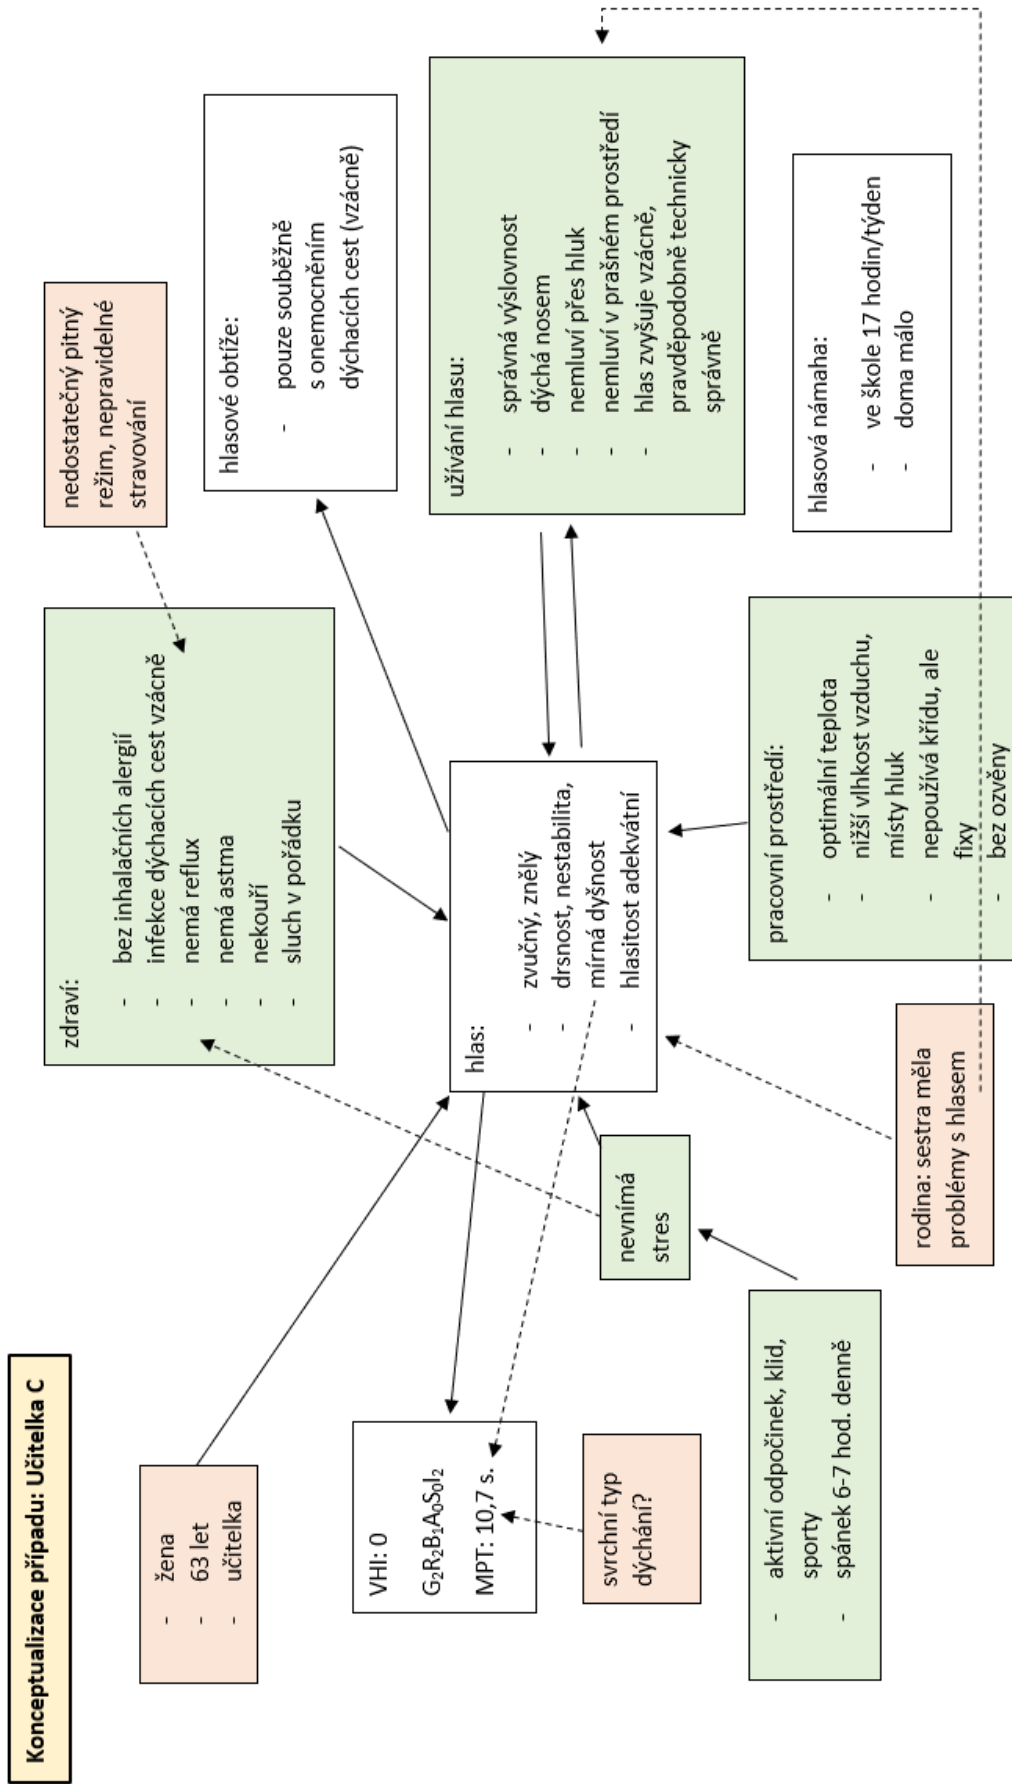 Konceptualizace případu: Učitelka C
- žena
- 63 let
- učitelka
zdraví:
- bez inhalačních alergií
- infekce dýchacích cest vzácně
- nemá reflux
- nemá astma
- nekouří
- sluch v pořádku
nedostatečný pitný
režim, nepravidelné
stravování
hlasové obtíže:
- pouze souběžně
s onemocněním
dýchacích cest (vzácně)
VHI: 0
G₂R₂B₁A₀S₀I₂
MPT: 10,7 s.
hlas:
- zvučný, znělý
- drsnost, nestabilita,
mírná dyšnost
- hlasitost adekvátní
užívání hlasu:
- správná výslovnost
- dýchá nosem
- nemluví přes hluk
- nemluví v prašném prostředí
- hlas zvyšuje vzácně,
pravděpodobně technicky
správně
svrchní typ
dýchání?
nevnímá
stres
- aktivní odpočinek, klid,
sporty
- spánek 6-7 hod. denně
rodina: sestra měla
problémy s hlasem
pracovní prostředí:
- optimální teplota
- nižší vlhkost vzduchu,
místy hluk
- nepoužívá křídu, ale
fixy
- bez ozvěny
hlasová námaha:
- ve škole 17 hodin/týden
- doma málo